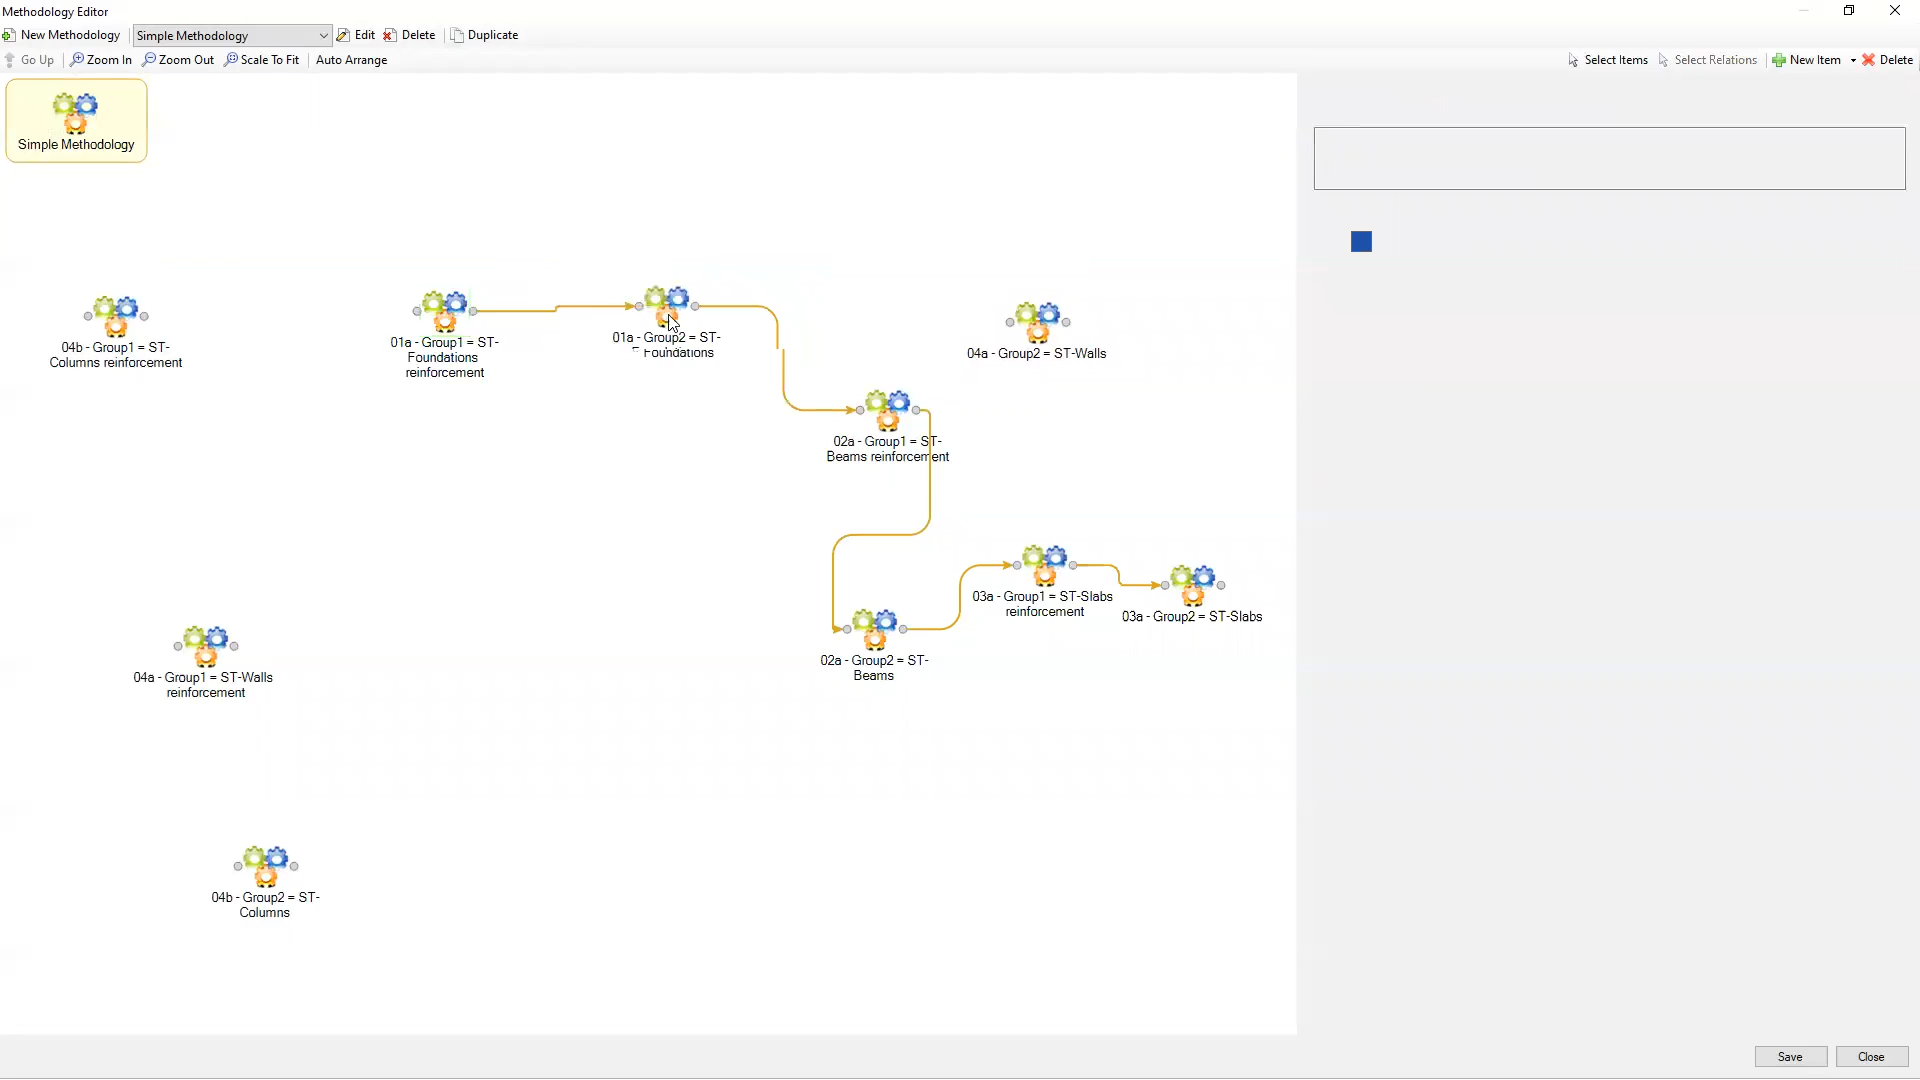 Methodology Editor
New Methodology Simple Methodology Edit Delete Duplicate
Go Up Zoom In Zoom Out Scale To Fit Auto Arrange Select Items Select Relations New Item Delete
Simple Methodology
04b - Group1 = ST-
Columns reinforcement
01a - Group1 = ST-
Foundations
reinforcement
01a - Group2 = ST-
Foundations
04a - Group2 = ST-Walls
02a - Group1 = ST-
Beams reinforcement
03a - Group1 = ST-Slabs
reinforcement
03a - Group2 = ST-Slabs
02a - Group2 = ST-
Beams
04a - Group1 = ST-Walls
reinforcement
04b - Group2 = ST-
Columns
Save Close